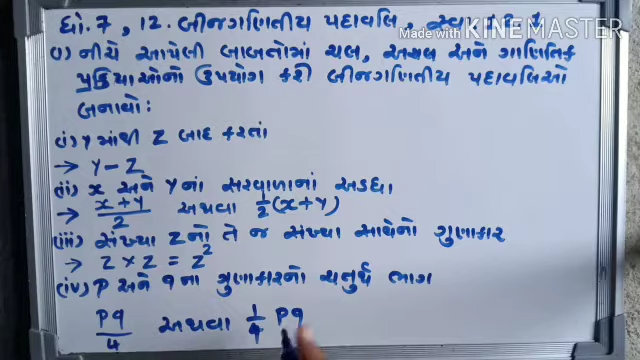 ધો. 7, 12. બીજગણિતીય પદાવલિ,
Made with KINEMASTER
(1) નીચે આપેલી બાબતોમાં ચલ, અચલ અને ગાણિતિક
પ્રક્રિયાઓનો ઉપયોગ કરી બીજગણિતીય પદાવલિઓ
બનાવો:
(i) y માંથી z બાદ કરતાં
→ y - z
(ii) x અને y નાં સરવાળાનાં અડધા
→ x+y/2 અથવા 1/2 (x+y)
(iii) સંખ્યા z નો તે જ સંખ્યા સાથેનો ગુણાકાર
→ z × z = z²
(iv) p અને q ના ગુણાકારનો ચતુર્થ ભાગ
pq/4 અથવા 1/4 pq